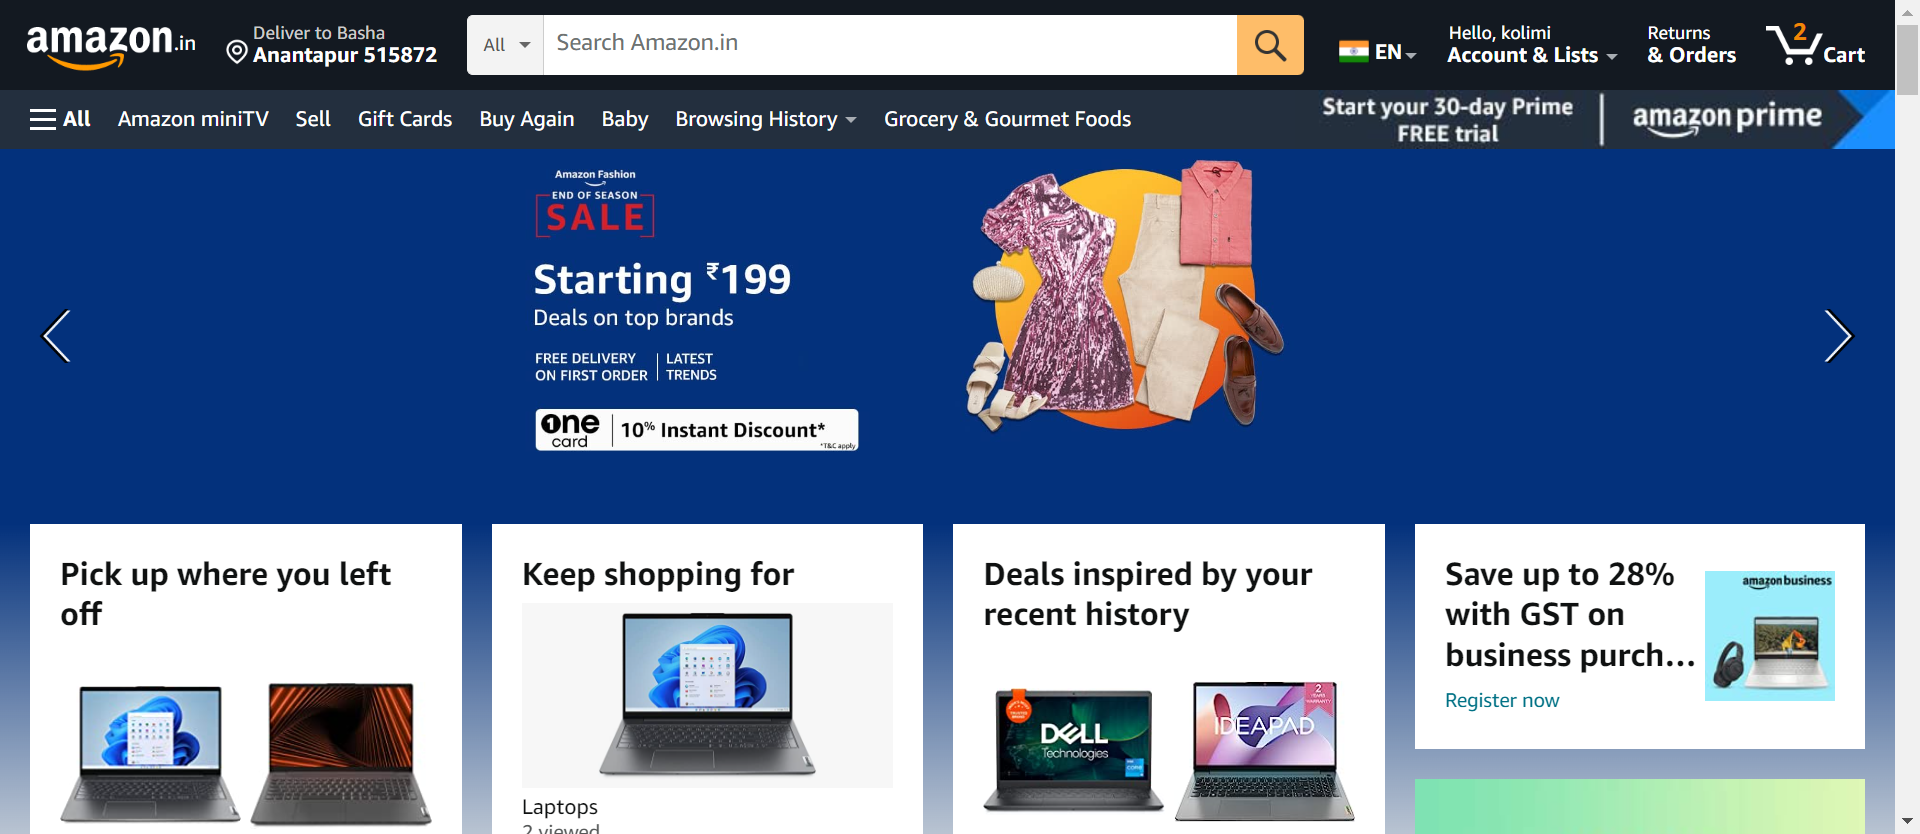 amazon.in
Deliver to Basha
Anantapur 515872
All
Search Amazon.in
EN
Hello, kolimi
Account & Lists
Returns
& Orders
2
Cart
All
Amazon miniTV
Sell
Gift Cards
Buy Again
Baby
Browsing History
Grocery & Gourmet Foods
Start your 30-day Prime
FREE trial
amazon prime
Amazon Fashion
END OF SEASON
SALE
Starting ₹199
Deals on top brands
FREE DELIVERY
ON FIRST ORDER
LATEST
TRENDS
one
card
10% Instant Discount*
*T&C apply
Pick up where you left
off
Keep shopping for
Laptops
2 viewed
Deals inspired by your
recent history
DELL
Technologies
IDEAPAD
2
YEARS
WARRANTY
Save up to 28%
with GST on
business purch...
Register now
amazon business